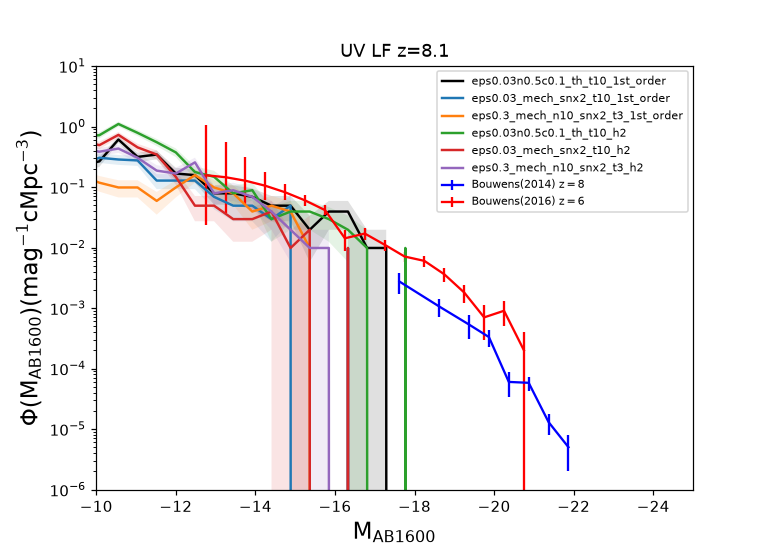 UV LF z=8.1
Φ(M_AB1600)(mag⁻¹cMpc⁻³)
10¹
10⁰
10⁻¹
10⁻²
10⁻³
10⁻⁴
10⁻⁵
10⁻⁶
eps0.03n0.5c0.1_th_t10_1st_order
eps0.03_mech_snx2_t10_1st_order
eps0.3_mech_n10_snx2_t3_1st_order
eps0.03n0.5c0.1_th_t10_h2
eps0.03_mech_snx2_t10_h2
eps0.3_mech_n10_snx2_t3_h2
Bouwens(2014) z = 8
Bouwens(2016) z = 6
−10 −12 −14 −16 −18 −20 −22 −24
M_AB1600